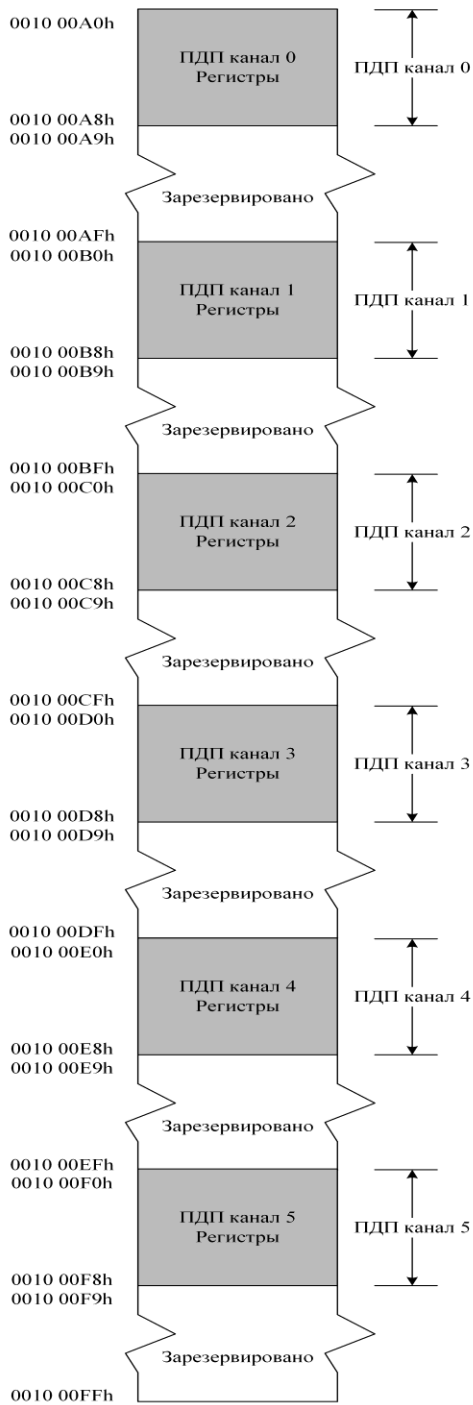 0010 00A0h
ПДП канал 0
Регистры
ПДП канал 0
0010 00A8h
0010 00A9h
Зарезервировано
0010 00AFh
0010 00B0h
ПДП канал 1
Регистры
ПДП канал 1
0010 00B8h
0010 00B9h
Зарезервировано
0010 00BFh
0010 00C0h
ПДП канал 2
Регистры
ПДП канал 2
0010 00C8h
0010 00C9h
Зарезервировано
0010 00CFh
0010 00D0h
ПДП канал 3
Регистры
ПДП канал 3
0010 00D8h
0010 00D9h
Зарезервировано
0010 00DFh
0010 00E0h
ПДП канал 4
Регистры
ПДП канал 4
0010 00E8h
0010 00E9h
Зарезервировано
0010 00EFh
0010 00F0h
ПДП канал 5
Регистры
ПДП канал 5
0010 00F8h
0010 00F9h
Зарезервировано
0010 00FFh